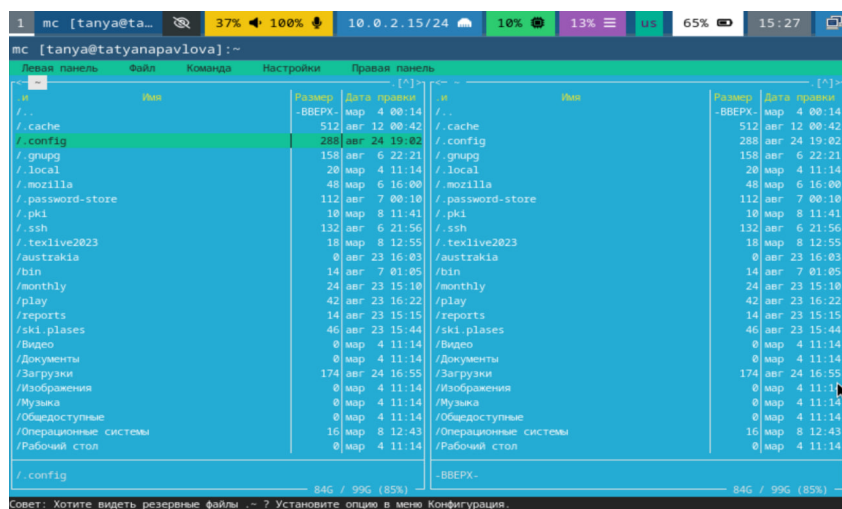 1 mc [tanya@ta... 37% 100% 10.0.2.15/24 10% 13% us 65% 15:27
mc [tanya@tatyanapavlova]:~
Левая панель Файл Команда Настройки Правая панель
<- ~ .[^]> <- ~ .[^]>
.и Имя Размер Дата правки .и Имя Размер Дата правки
/.. -ВВЕРХ- мар 4 00:14 /.. -ВВЕРХ- мар 4 00:14
/.cache 512 авг 12 00:42 /.cache 512 авг 12 00:42
/.config 288 авг 24 19:02 /.config 288 авг 24 19:02
/.gnupg 158 авг 6 22:21 /.gnupg 158 авг 6 22:21
/.local 20 мар 4 11:14 /.local 20 мар 4 11:14
/.mozilla 48 мар 6 16:00 /.mozilla 48 мар 6 16:00
/.password-store 112 авг 7 00:10 /.password-store 112 авг 7 00:10
/.pki 10 мар 8 11:41 /.pki 10 мар 8 11:41
/.ssh 132 авг 6 21:56 /.ssh 132 авг 6 21:56
/.texlive2023 18 мар 8 12:55 /.texlive2023 18 мар 8 12:55
/austrakia 0 авг 23 16:03 /austrakia 0 авг 23 16:03
/bin 14 авг 7 01:05 /bin 14 авг 7 01:05
/monthly 24 авг 23 15:10 /monthly 24 авг 23 15:10
/play 42 авг 23 16:22 /play 42 авг 23 16:22
/reports 14 авг 23 15:15 /reports 14 авг 23 15:15
/ski.plases 46 авг 23 15:44 /ski.plases 46 авг 23 15:44
/Видео 0 мар 4 11:14 /Видео 0 мар 4 11:14
/Документы 0 мар 4 11:14 /Документы 0 мар 4 11:14
/Загрузки 174 авг 24 16:55 /Загрузки 174 авг 24 16:55
/Изображения 0 мар 4 11:14 /Изображения 0 мар 4 11:1
/Музыка 0 мар 4 11:14 /Музыка 0 мар 4 11:14
/Общедоступные 0 мар 4 11:14 /Общедоступные 0 мар 4 11:14
/Операционные системы 16 мар 8 12:43 /Операционные системы 16 мар 8 12:43
/Рабочий стол 0 мар 4 11:14 /Рабочий стол 0 мар 4 11:14
/.config -ВВЕРХ-
84G / 99G (85%) 84G / 99G (85%)
Совет: Хотите видеть резервные файлы .~ ? Установите опцию в меню Конфигурация.